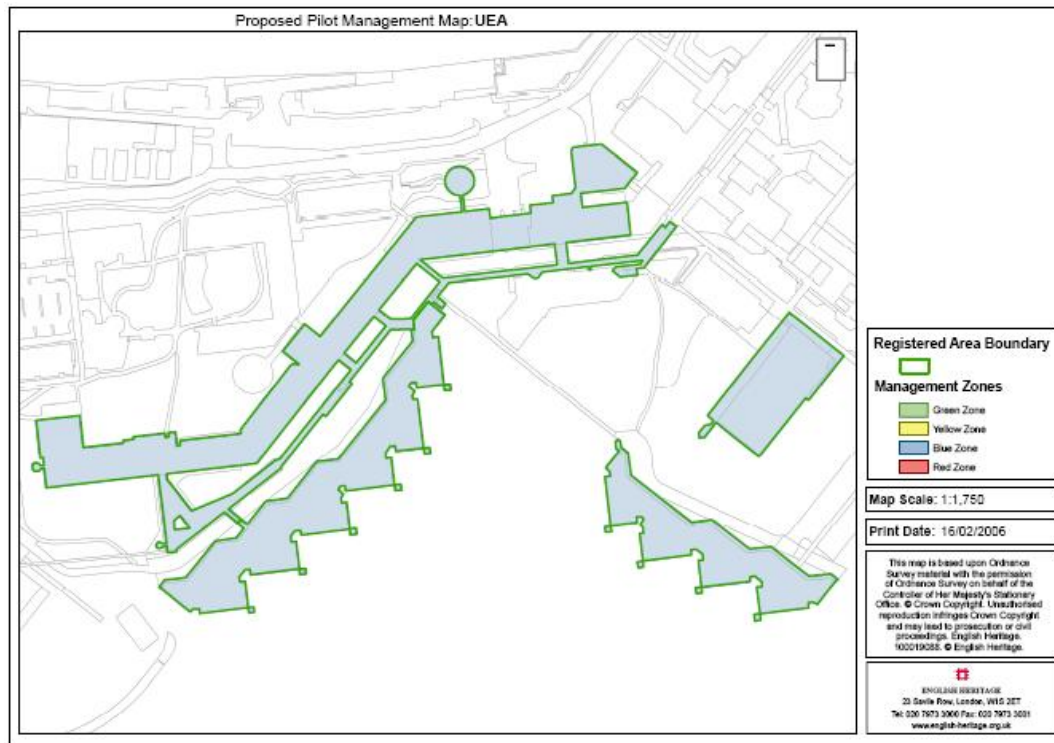 Proposed Pilot Management Map: UEA
Registered Area Boundary
Management Zones
Green Zone
Yellow Zone
Blue Zone
Red Zone
Map Scale: 1:1,750
Print Date: 16/02/2006
This map is based upon Ordnance
Survey material with the permission
of Ordnance Survey on behalf of the
Controller of Her Majesty's Stationary
Office. © Crown Copyright. Unauthorised
reproduction infringes Crown Copyright
and may lead to prosecution or civil
proceedings. English Heritage.
100019088. © English Heritage.
ENGLISH HERITAGE
23 Savile Row, London, W1S 2ET
Tel: 020 7973 3000 Fax: 020 7973 3001
www.english-heritage.org.uk